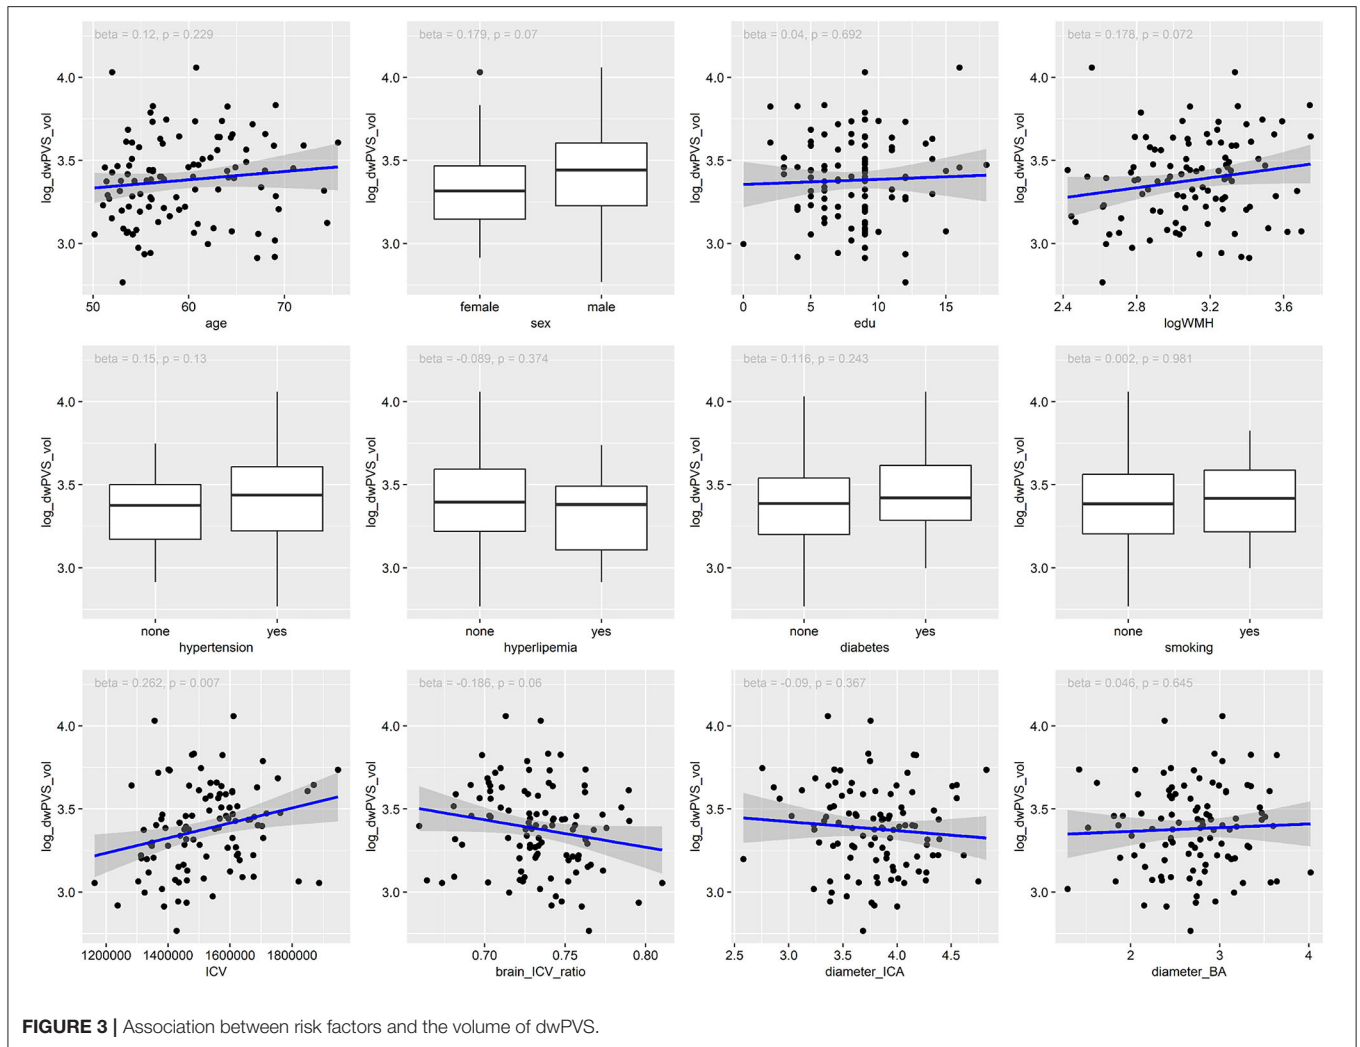 beta = 0.12, p = 0.229
beta = 0.179, p = 0.07
beta = 0.04, p = 0.692
beta = 0.178, p = 0.072
log_dwPVS_vol
4.0
3.5
3.0
50 60 70
age
log_dwPVS_vol
4.0
3.5
3.0
female male
sex
log_dwPVS_vol
4.0
3.5
3.0
0 5 10 15
edu
log_dwPVS_vol
4.0
3.5
3.0
2.4 2.8 3.2 3.6
logWMH
beta = 0.15, p = 0.13
beta = -0.089, p = 0.374
beta = 0.116, p = 0.243
beta = 0.002, p = 0.981
log_dwPVS_vol
4.0
3.5
3.0
none yes
hypertension
log_dwPVS_vol
4.0
3.5
3.0
none yes
hyperlipemia
log_dwPVS_vol
4.0
3.5
3.0
none yes
diabetes
log_dwPVS_vol
4.0
3.5
3.0
none yes
smoking
beta = 0.262, p = 0.007
beta = -0.186, p = 0.06
beta = -0.09, p = 0.367
beta = 0.046, p = 0.645
log_dwPVS_vol
4.0
3.5
3.0
1200000 1400000 1600000 1800000
ICV
log_dwPVS_vol
4.0
3.5
3.0
0.70 0.75 0.80
brain_ICV_ratio
log_dwPVS_vol
4.0
3.5
3.0
2.5 3.0 3.5 4.0 4.5
diameter_ICA
log_dwPVS_vol
4.0
3.5
3.0
2 3 4
diameter_BA
FIGURE 3 | Association between risk factors and the volume of dwPVS.